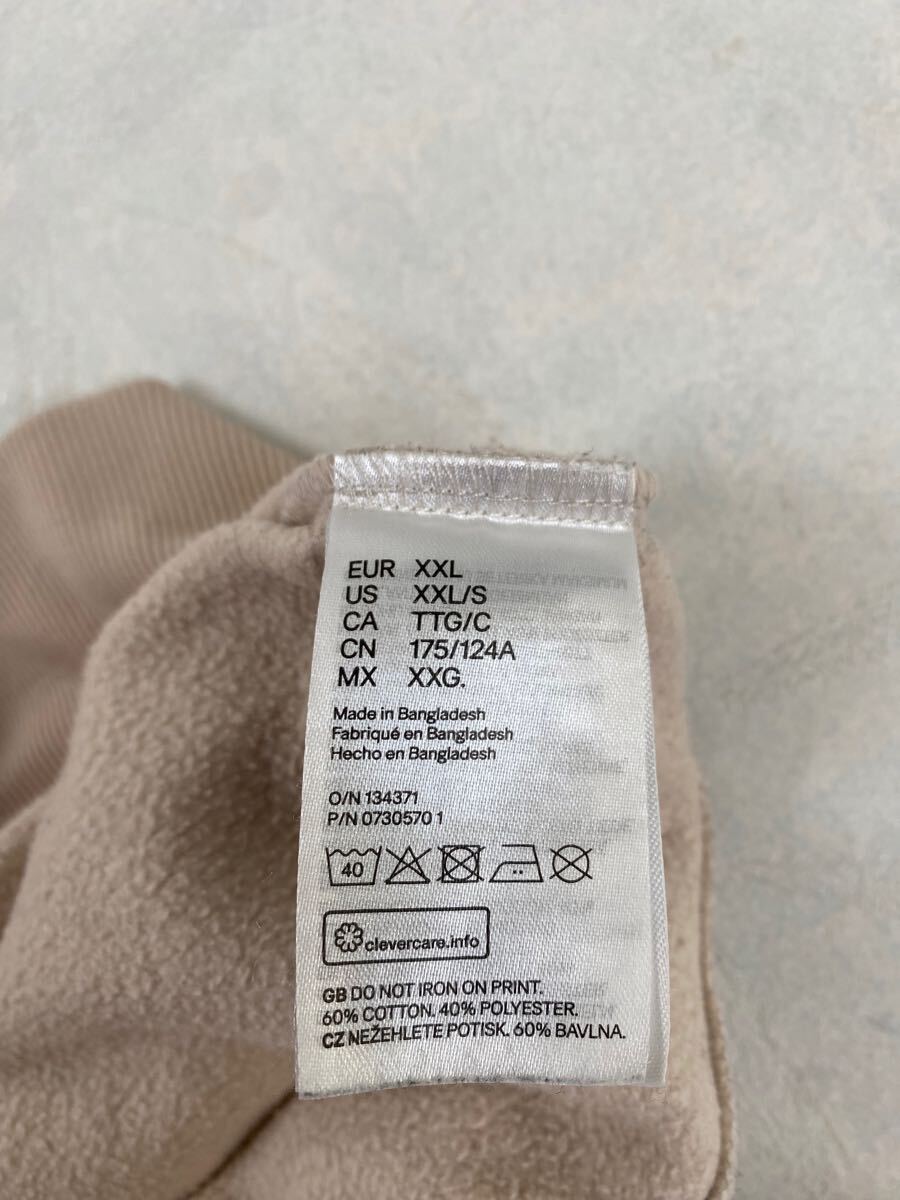 EUR XXL
US XXL/S
CA TTG/C
CN 175/124A
MX XXG.
Made in Bangladesh
Fabriqué en Bangladesh
Hecho en Bangladesh
O/N 134371
P/N 0730570 1
40
clevercare.info
GB DO NOT IRON ON PRINT.
60% COTTON. 40% POLYESTER.
CZ NEŽEHLETE POTISK. 60% BAVLNA.